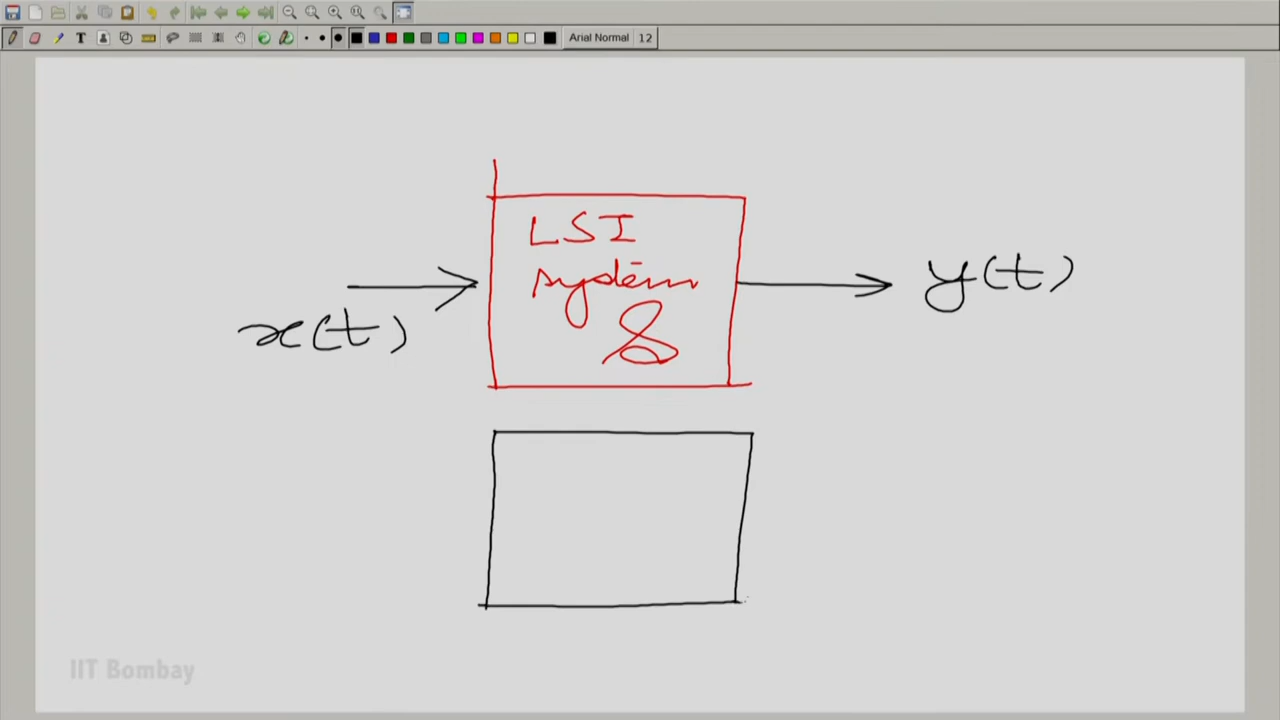 Arial Normal 12
LSI
system
S
x(t)
y(t)
IIT Bombay